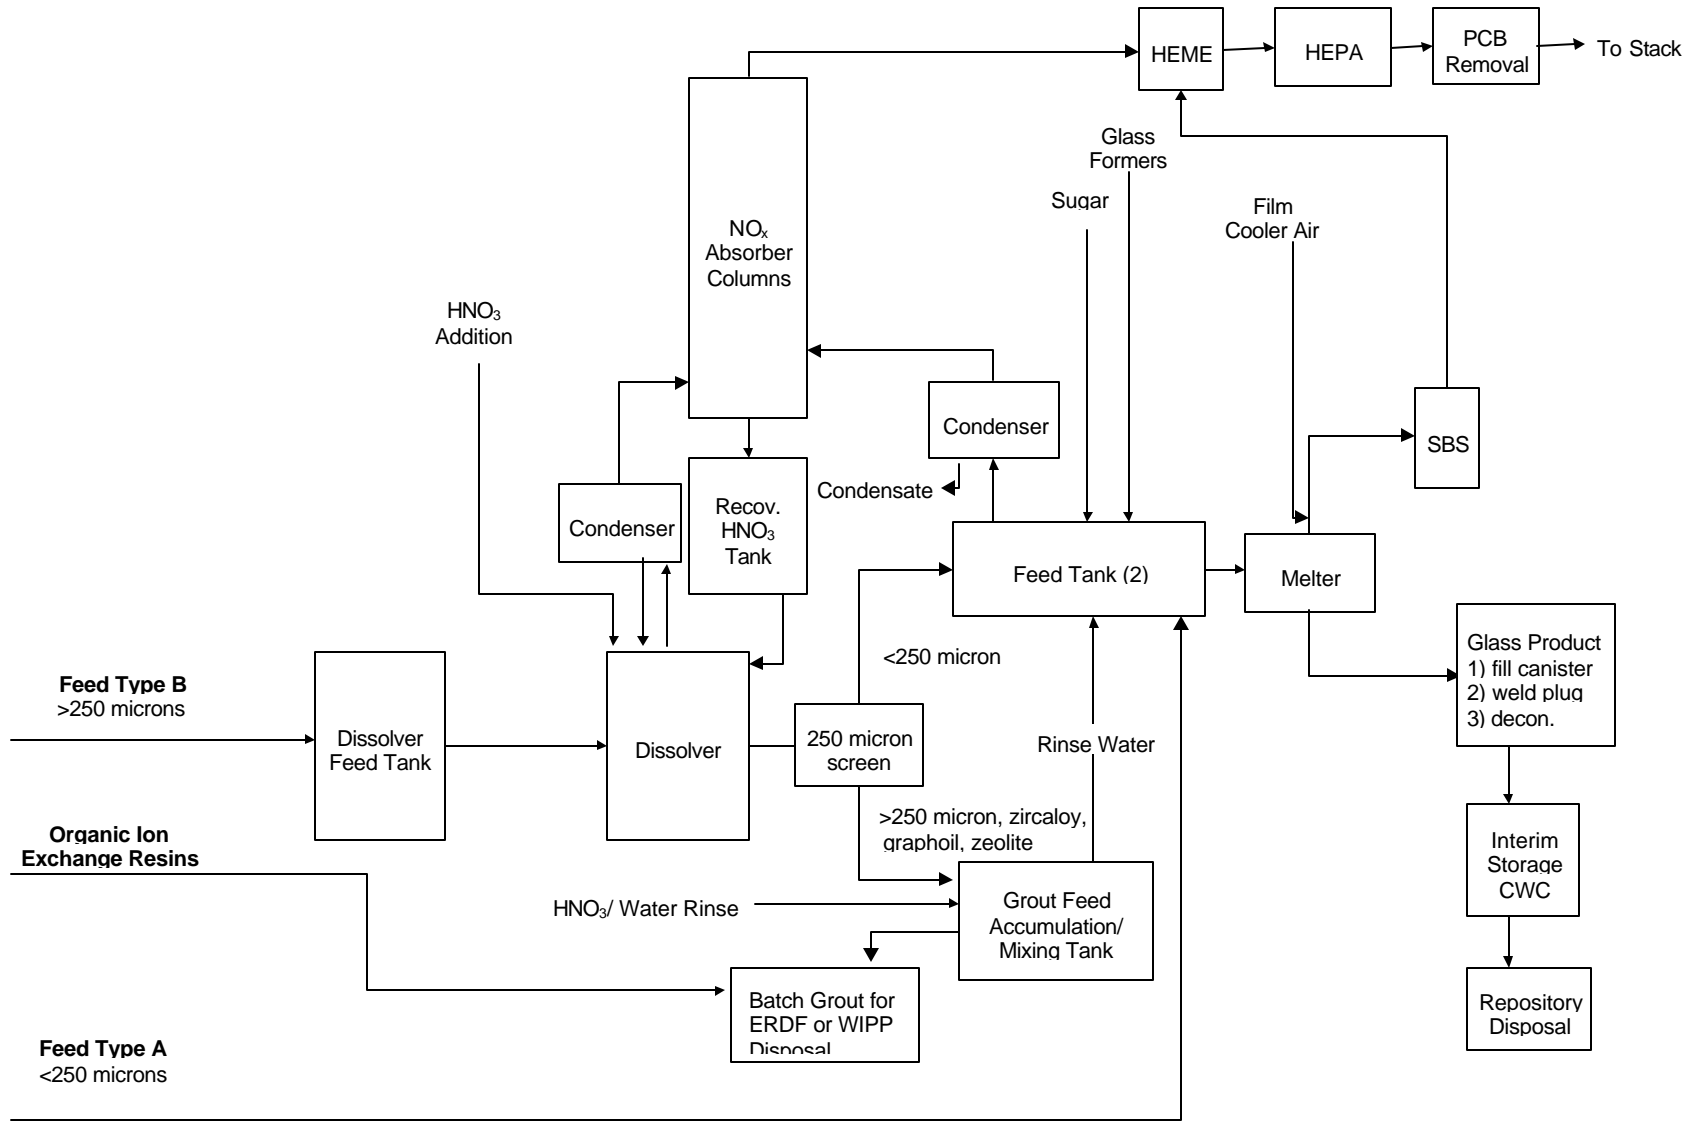 HEME
HEPA
PCB
Removal
To Stack
Glass
Formers
Sugar
Film
Cooler Air
NOx
Absorber
Columns
HNO3
Addition
Condenser
SBS
Condensate
Recov.
HNO3
Tank
Condenser
Feed Tank (2)
Melter
Glass Product
1) fill canister
2) weld plug
3) decon.
<250 micron
Feed Type B
>250 microns
Dissolver
Feed Tank
Dissolver
250 micron
screen
Rinse Water
>250 micron, zircaloy,
graphoil, zeolite
Organic Ion
Exchange Resins
Interim
Storage
CWC
HNO3/ Water Rinse
Grout Feed
Accumulation/
Mixing Tank
Batch Grout for
ERDF or WIPP
Disposal
Repository
Disposal
Feed Type A
<250 microns